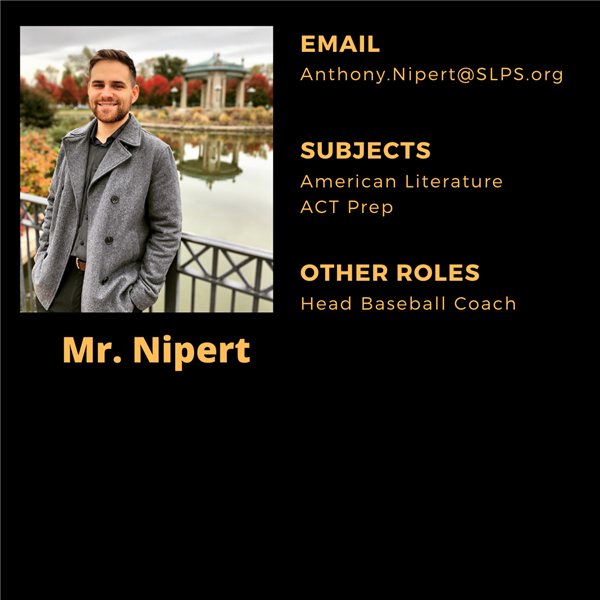 EMAIL
Anthony.Nipert@SLPS.org
SUBJECTS
American Literature
ACT Prep
OTHER ROLES
Head Baseball Coach
Mr. Nipert